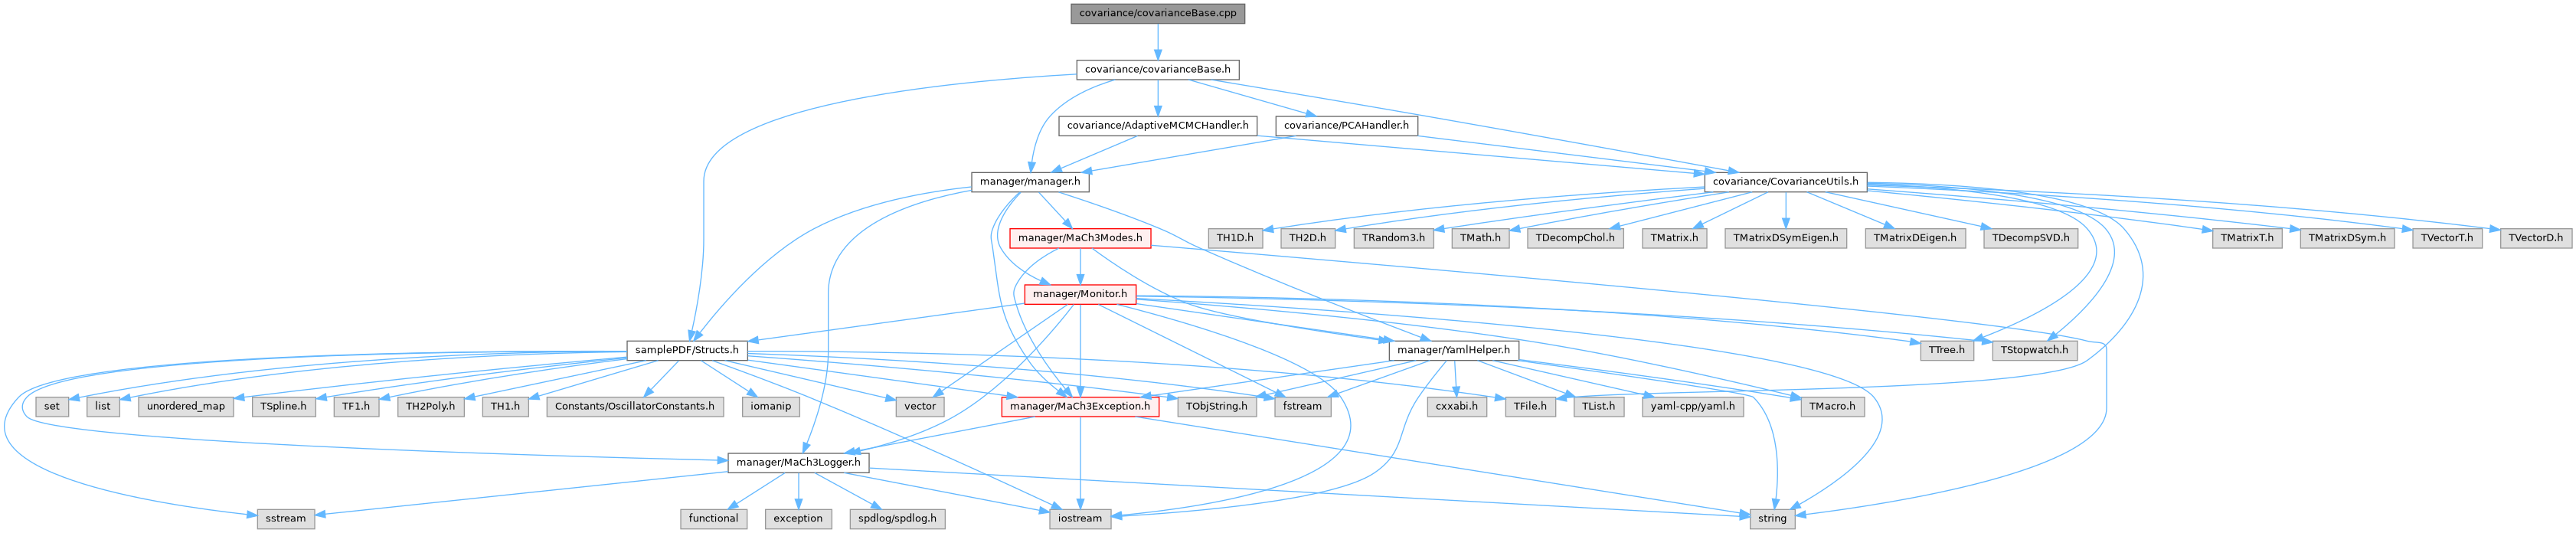 covariance/covarianceBase.cpp
covariance/covarianceBase.h
covariance/AdaptiveMCMCHandler.h
covariance/PCAHandler.h
manager/manager.h
covariance/CovarianceUtils.h
manager/MaCh3Modes.h
TH1D.h
TH2D.h
TRandom3.h
TMath.h
TDecompChol.h
TMatrix.h
TMatrixDSymEigen.h
TMatrixDEigen.h
TDecompSVD.h
TMatrixT.h
TMatrixDSym.h
TVectorT.h
TVectorD.h
manager/Monitor.h
samplePDF/Structs.h
manager/YamlHelper.h
TTree.h
TStopwatch.h
set
list
unordered_map
TSpline.h
TF1.h
TH2Poly.h
TH1.h
Constants/OscillatorConstants.h
iomanip
vector
manager/MaCh3Exception.h
TObjString.h
fstream
cxxabi.h
TFile.h
TList.h
yaml-cpp/yaml.h
TMacro.h
manager/MaCh3Logger.h
sstream
functional
exception
spdlog/spdlog.h
iostream
string